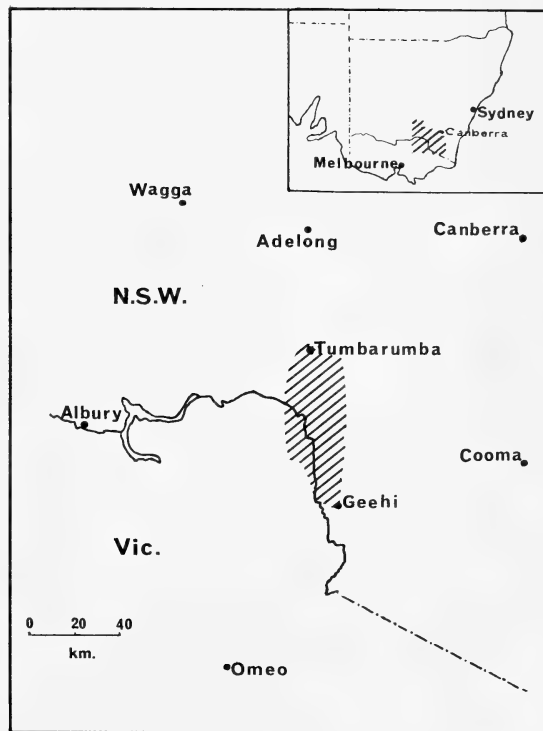 Sydney
Canberra
Melbourne
Wagga
Adelong
Canberra
N.S.W.
Tumbarumba
Albury
Cooma
Geehi
Vic.
0 20 40
km.
Omeo